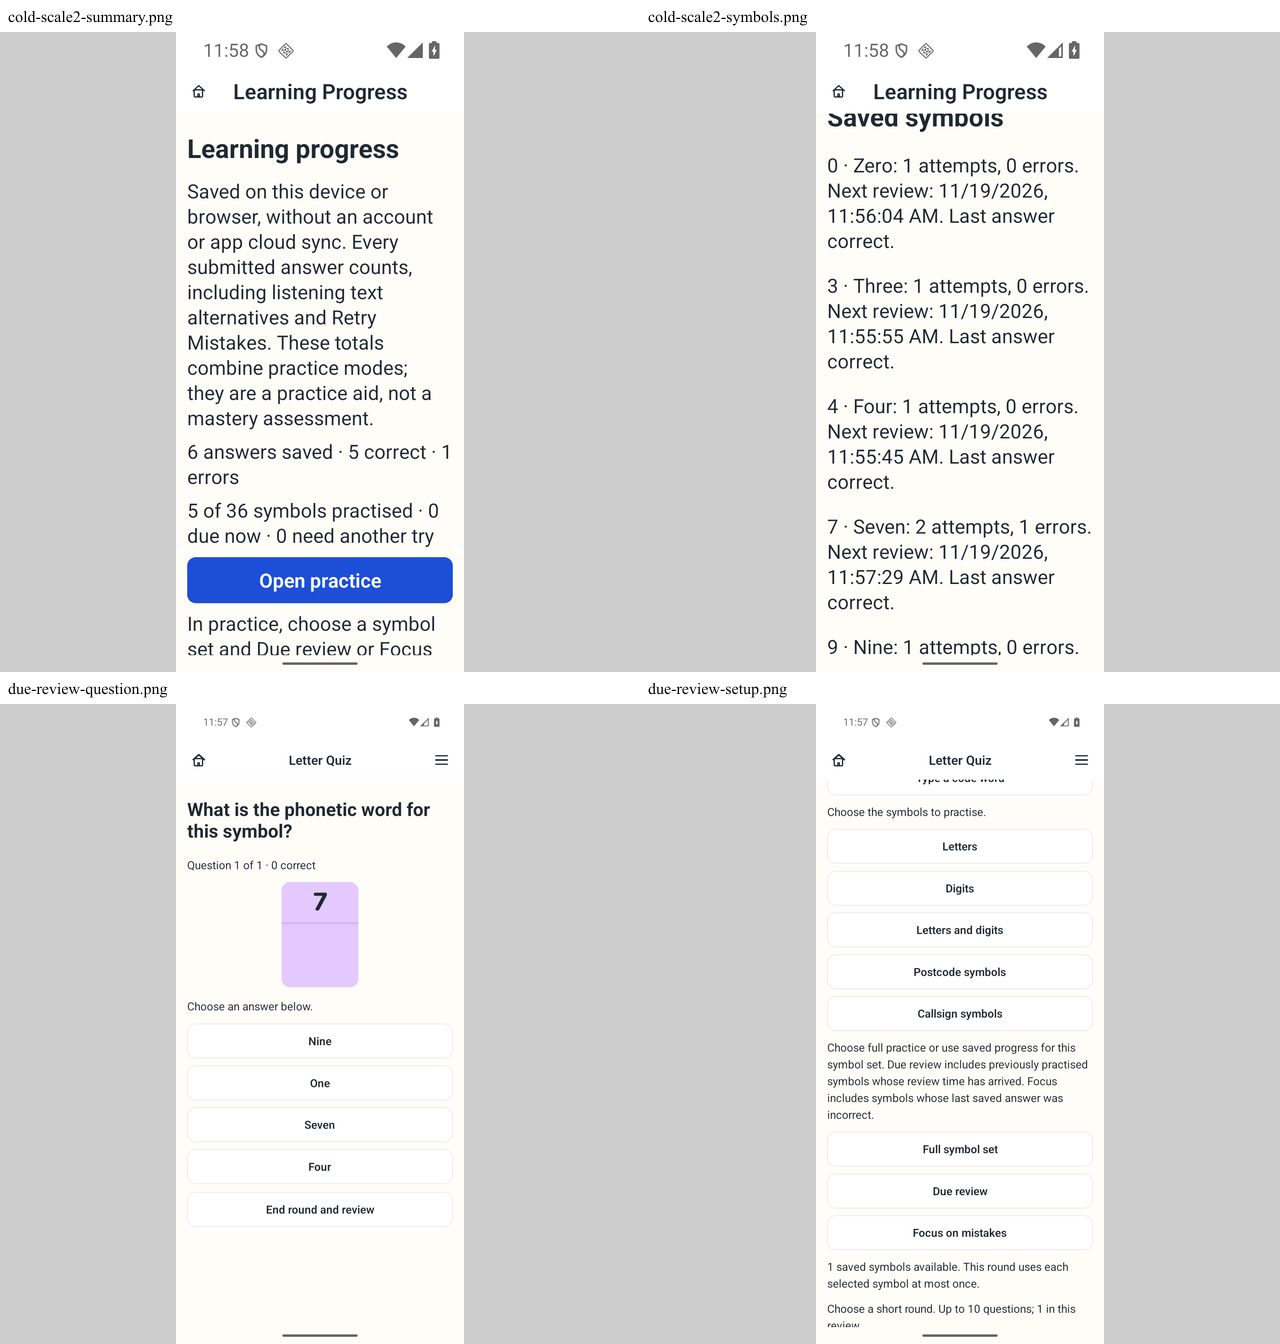 cold-scale2-summary.png
11:58
Learning Progress
Learning progress
Saved on this device or
browser, without an account
or app cloud sync. Every
submitted answer counts,
including listening text
alternatives and Retry
Mistakes. These totals
combine practice modes;
they are a practice aid, not a
mastery assessment.
6 answers saved · 5 correct · 1
errors
5 of 36 symbols practised · 0
due now · 0 need another try
Open practice
In practice, choose a symbol
set and Due review or Focus
cold-scale2-symbols.png
11:58
Learning Progress
Saved symbols
0 · Zero: 1 attempts, 0 errors.
Next review: 11/19/2026,
11:56:04 AM. Last answer
correct.
3 · Three: 1 attempts, 0 errors.
Next review: 11/19/2026,
11:55:55 AM. Last answer
correct.
4 · Four: 1 attempts, 0 errors.
Next review: 11/19/2026,
11:55:45 AM. Last answer
correct.
7 · Seven: 2 attempts, 1 errors.
Next review: 11/19/2026,
11:57:29 AM. Last answer
correct.
9 · Nine: 1 attempts, 0 errors.
due-review-question.png
11:57
Letter Quiz
What is the phonetic word for
this symbol?
Question 1 of 1 · 0 correct
7
Choose an answer below.
Nine
One
Seven
Four
End round and review
due-review-setup.png
11:57
Letter Quiz
Type a code word
Choose the symbols to practise.
Letters
Digits
Letters and digits
Postcode symbols
Callsign symbols
Choose full practice or use saved progress for this
symbol set. Due review includes previously practised
symbols whose review time has arrived. Focus
includes symbols whose last saved answer was
incorrect.
Full symbol set
Due review
Focus on mistakes
1 saved symbols available. This round uses each
selected symbol at most once.
Choose a short round. Up to 10 questions; 1 in this
review